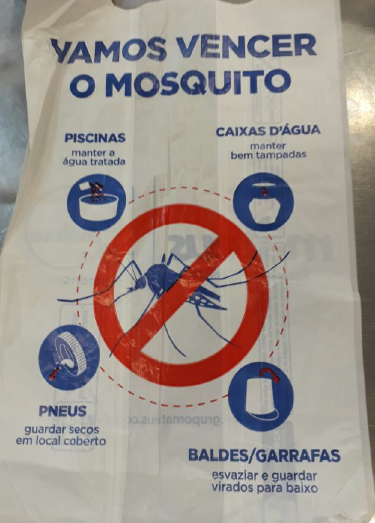 VAMOS VENCER
O MOSQUITO
PISCINAS
manter a
água tratada
CAIXAS D'ÁGUA
manter
bem tampadas
PNEUS
guardar secos
em local coberto
BALDES/GARRAFAS
esvaziar e guardar
virados para baixo